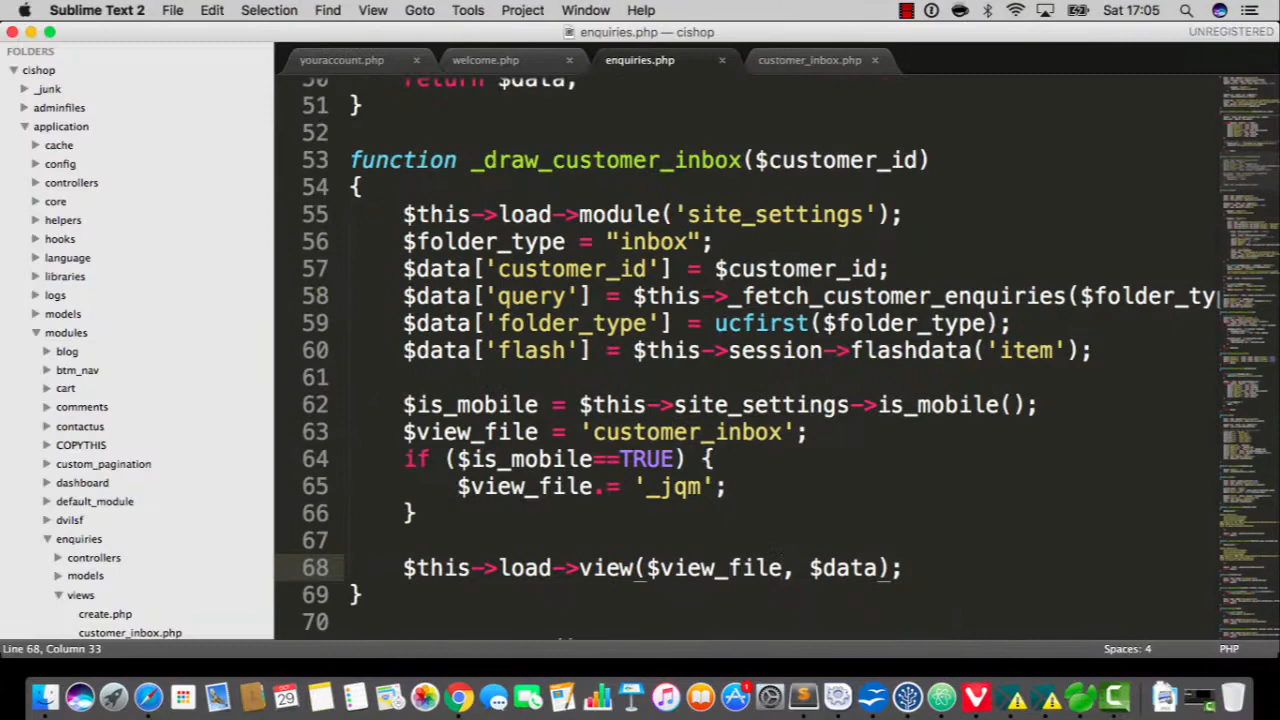 Sublime Text 2 File Edit Selection Find View Goto Tools Project Window Help Sat 17:05
enquiries.php — cishop UNREGISTERED
FOLDERS
cishop
_junk
adminfiles
application
cache
config
controllers
core
helpers
hooks
language
libraries
logs
models
modules
blog
btm_nav
cart
comments
contactus
COPYTHIS
custom_pagination
dashboard
default_module
dvilsf
enquiries
controllers
models
views
create.php
customer_inbox.php
youraccount.php × welcome.php × enquiries.php × customer_inbox.php ×
50 return $data;
51 }
52
53 function _draw_customer_inbox($customer_id)
54 {
55 $this->load->module('site_settings');
56 $folder_type = "inbox";
57 $data['customer_id'] = $customer_id;
58 $data['query'] = $this->_fetch_customer_enquiries($folder_typ
59 $data['folder_type'] = ucfirst($folder_type);
60 $data['flash'] = $this->session->flashdata('item');
61
62 $is_mobile = $this->site_settings->is_mobile();
63 $view_file = 'customer_inbox';
64 if ($is_mobile==TRUE) {
65 $view_file.= '_jqm';
66 }
67
68 $this->load->view($view_file, $data);
69 }
70
Line 68, Column 33 Spaces: 4 PHP